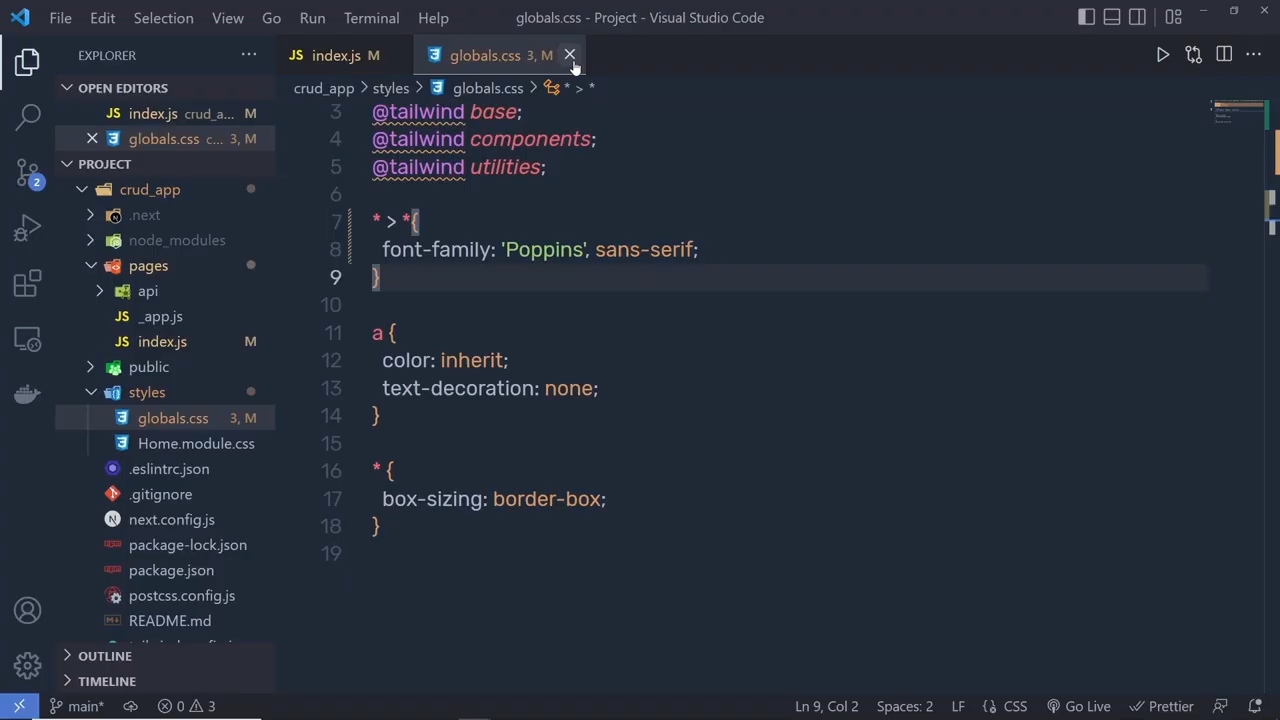 File Edit Selection View Go Run Terminal Help
globals.css - Project - Visual Studio Code
EXPLORER
OPEN EDITORS
index.js crud_a... M
globals.css c... 3, M
PROJECT
crud_app
.next
node_modules
pages
api
_app.js
index.js M
public
styles
globals.css 3, M
Home.module.css
.eslintrc.json
.gitignore
next.config.js
package-lock.json
package.json
postcss.config.js
README.md
OUTLINE
TIMELINE
2
index.js M
globals.css 3, M
crud_app > styles > globals.css > * > *
3 @tailwind base;
4 @tailwind components;
5 @tailwind utilities;
6
7 * > *{
8 font-family: 'Poppins', sans-serif;
9 }
10
11 a {
12 color: inherit;
13 text-decoration: none;
14 }
15
16 * {
17 box-sizing: border-box;
18 }
19
main* 0 3
Ln 9, Col 2 Spaces: 2 LF CSS Go Live Prettier